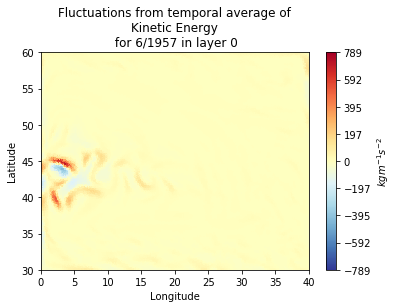 Fluctuations from temporal average of
Kinetic Energy
for 6/1957 in layer 0
60
55
50
45
40
35
30
Latitude
0 5 10 15 20 25 30 35 40
Longitude
789
592
395
197
0
−197
−395
−592
−789
kgm⁻¹s⁻²